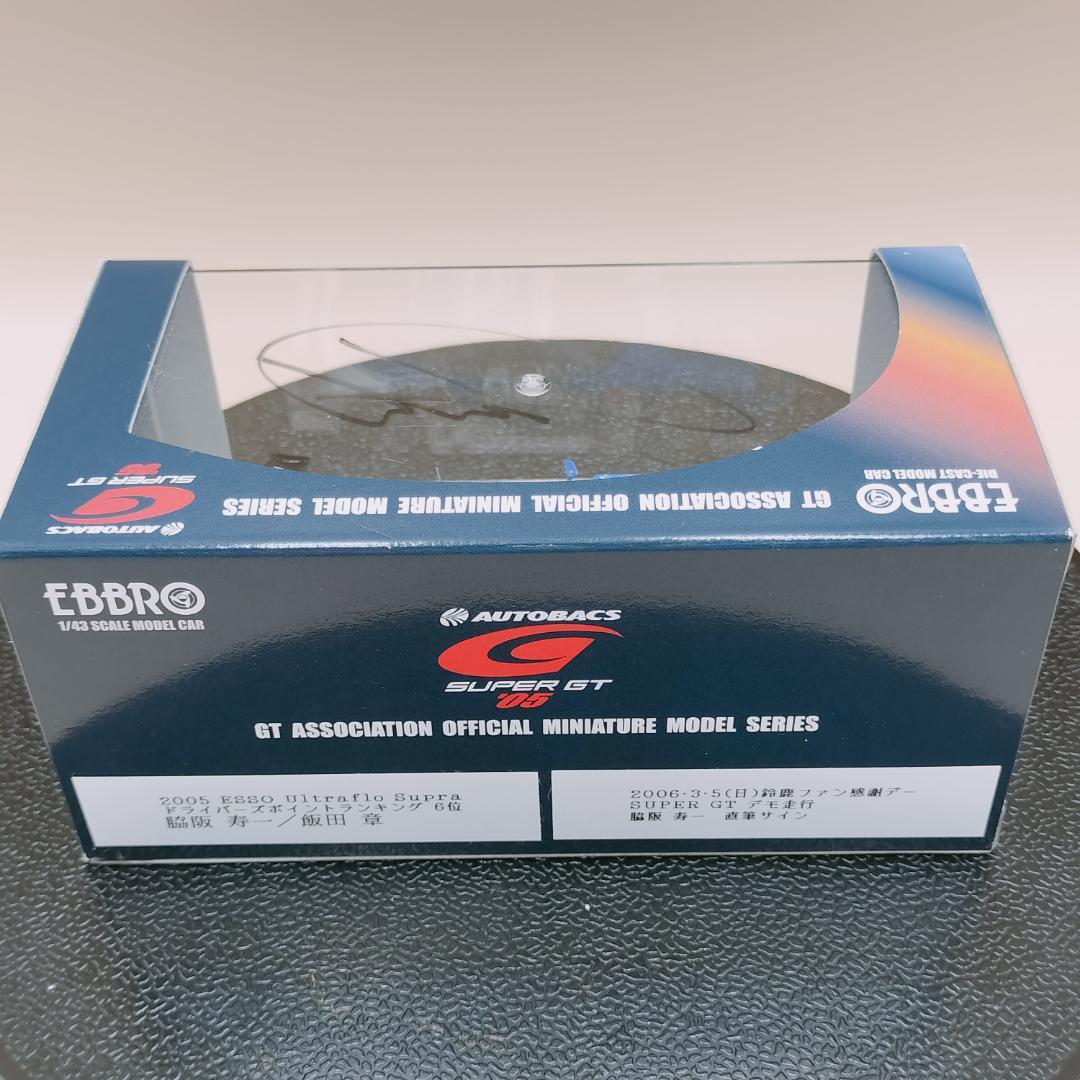 AUTOBACS
SUPER GT
'05
GT ASSOCIATION OFFICIAL MINIATURE MODEL SERIES
EBBRO
DIE-CAST MODEL CAR
EBBRO
1/43 SCALE MODEL CAR
AUTOBACS
SUPER GT
'05
GT ASSOCIATION OFFICIAL MINIATURE MODEL SERIES
2005 ESSO Ultraflo Supra
ドライバーズポイントランキング 6位
脇阪 寿一／飯田 章
2006・3・5(日)鈴鹿ファン感謝デー
SUPER GT デモ走行
脇阪 寿一 直筆サイン